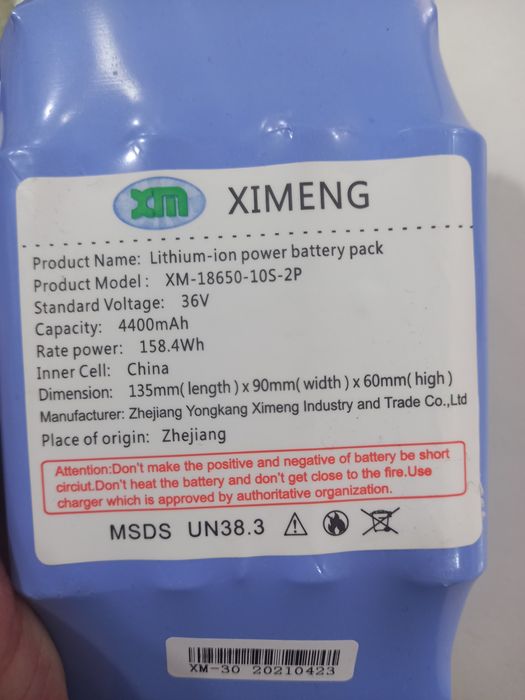 XM XIMENG
Product Name: Lithium-ion power battery pack
Product Model : XM-18650-10S-2P
Standard Voltage: 36V
Capacity: 4400mAh
Rate power: 158.4Wh
Inner Cell: China
Dimension: 135mm( length ) x 90mm( width ) x 60mm( high )
Manufacturer: Zhejiang Yongkang Ximeng Industry and Trade Co.,Ltd
Place of origin: Zhejiang
Attention:Don't make the positive and negative of battery be short
circiut.Don't heat the battery and don't get close to the fire.Use
charger which is approved by authoritative organization.
MSDS UN38.3
XM-30 20210423